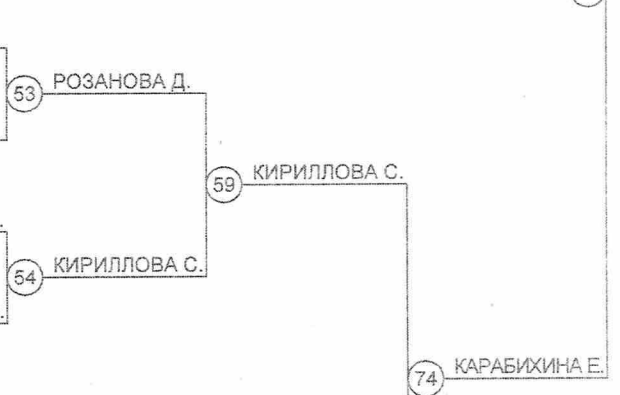 53 РОЗАНОВА Д.
59 КИРИЛЛОВА С.
54 КИРИЛЛОВА С.
74 КАРАБИХИНА Е.